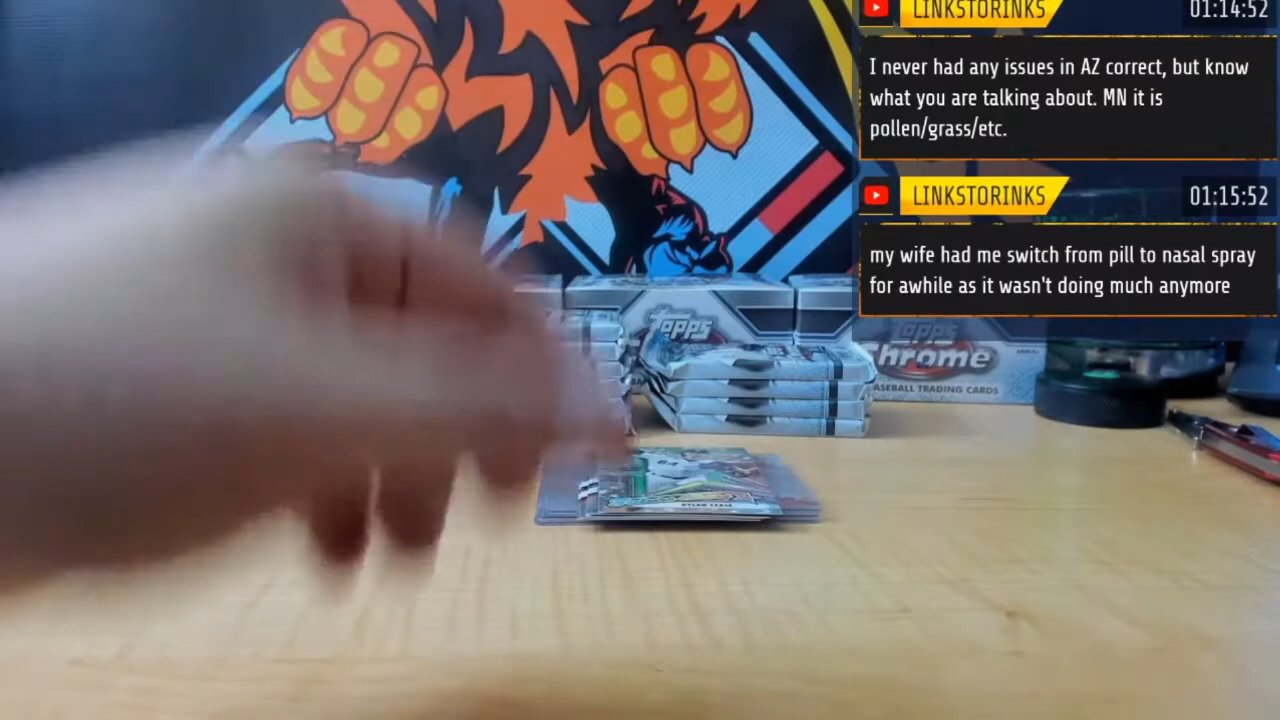 LINKSTORINKS 01:14:52
I never had any issues in AZ correct, but know
what you are talking about. MN it is
pollen/grass/etc.
LINKSTORINKS 01:15:52
my wife had me switch from pill to nasal spray
for awhile as it wasn't doing much anymore
Topps
Topps
Chrome
BASEBALL TRADING CARDS
DYLAN CEASE